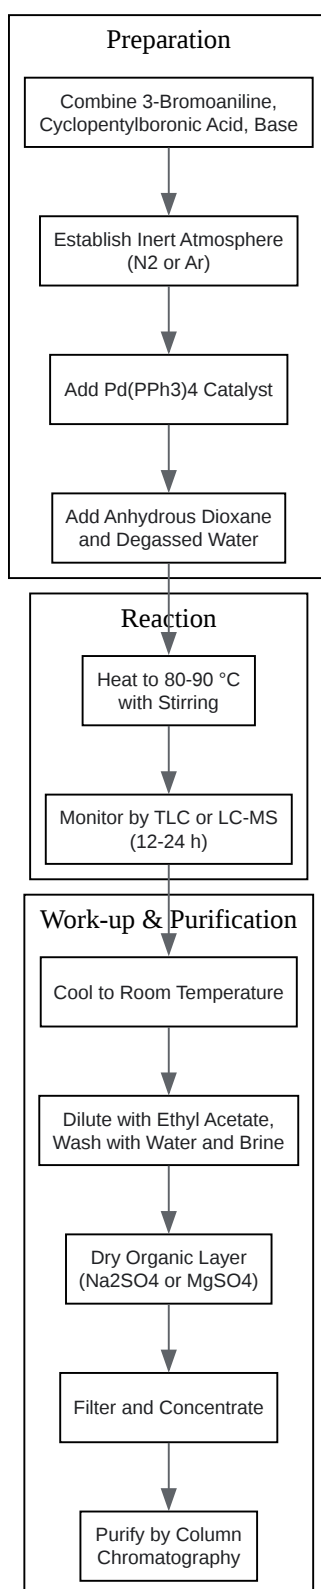 Preparation
Combine 3-Bromoaniline,
Cyclopentylboronic Acid, Base
Establish Inert Atmosphere
(N2 or Ar)
Add Pd(PPh3)4 Catalyst
Add Anhydrous Dioxane
and Degassed Water
Reaction
Heat to 80-90 °C
with Stirring
Monitor by TLC or LC-MS
(12-24 h)
Work-up & Purification
Cool to Room Temperature
Dilute with Ethyl Acetate,
Wash with Water and Brine
Dry Organic Layer
(Na2SO4 or MgSO4)
Filter and Concentrate
Purify by Column
Chromatography